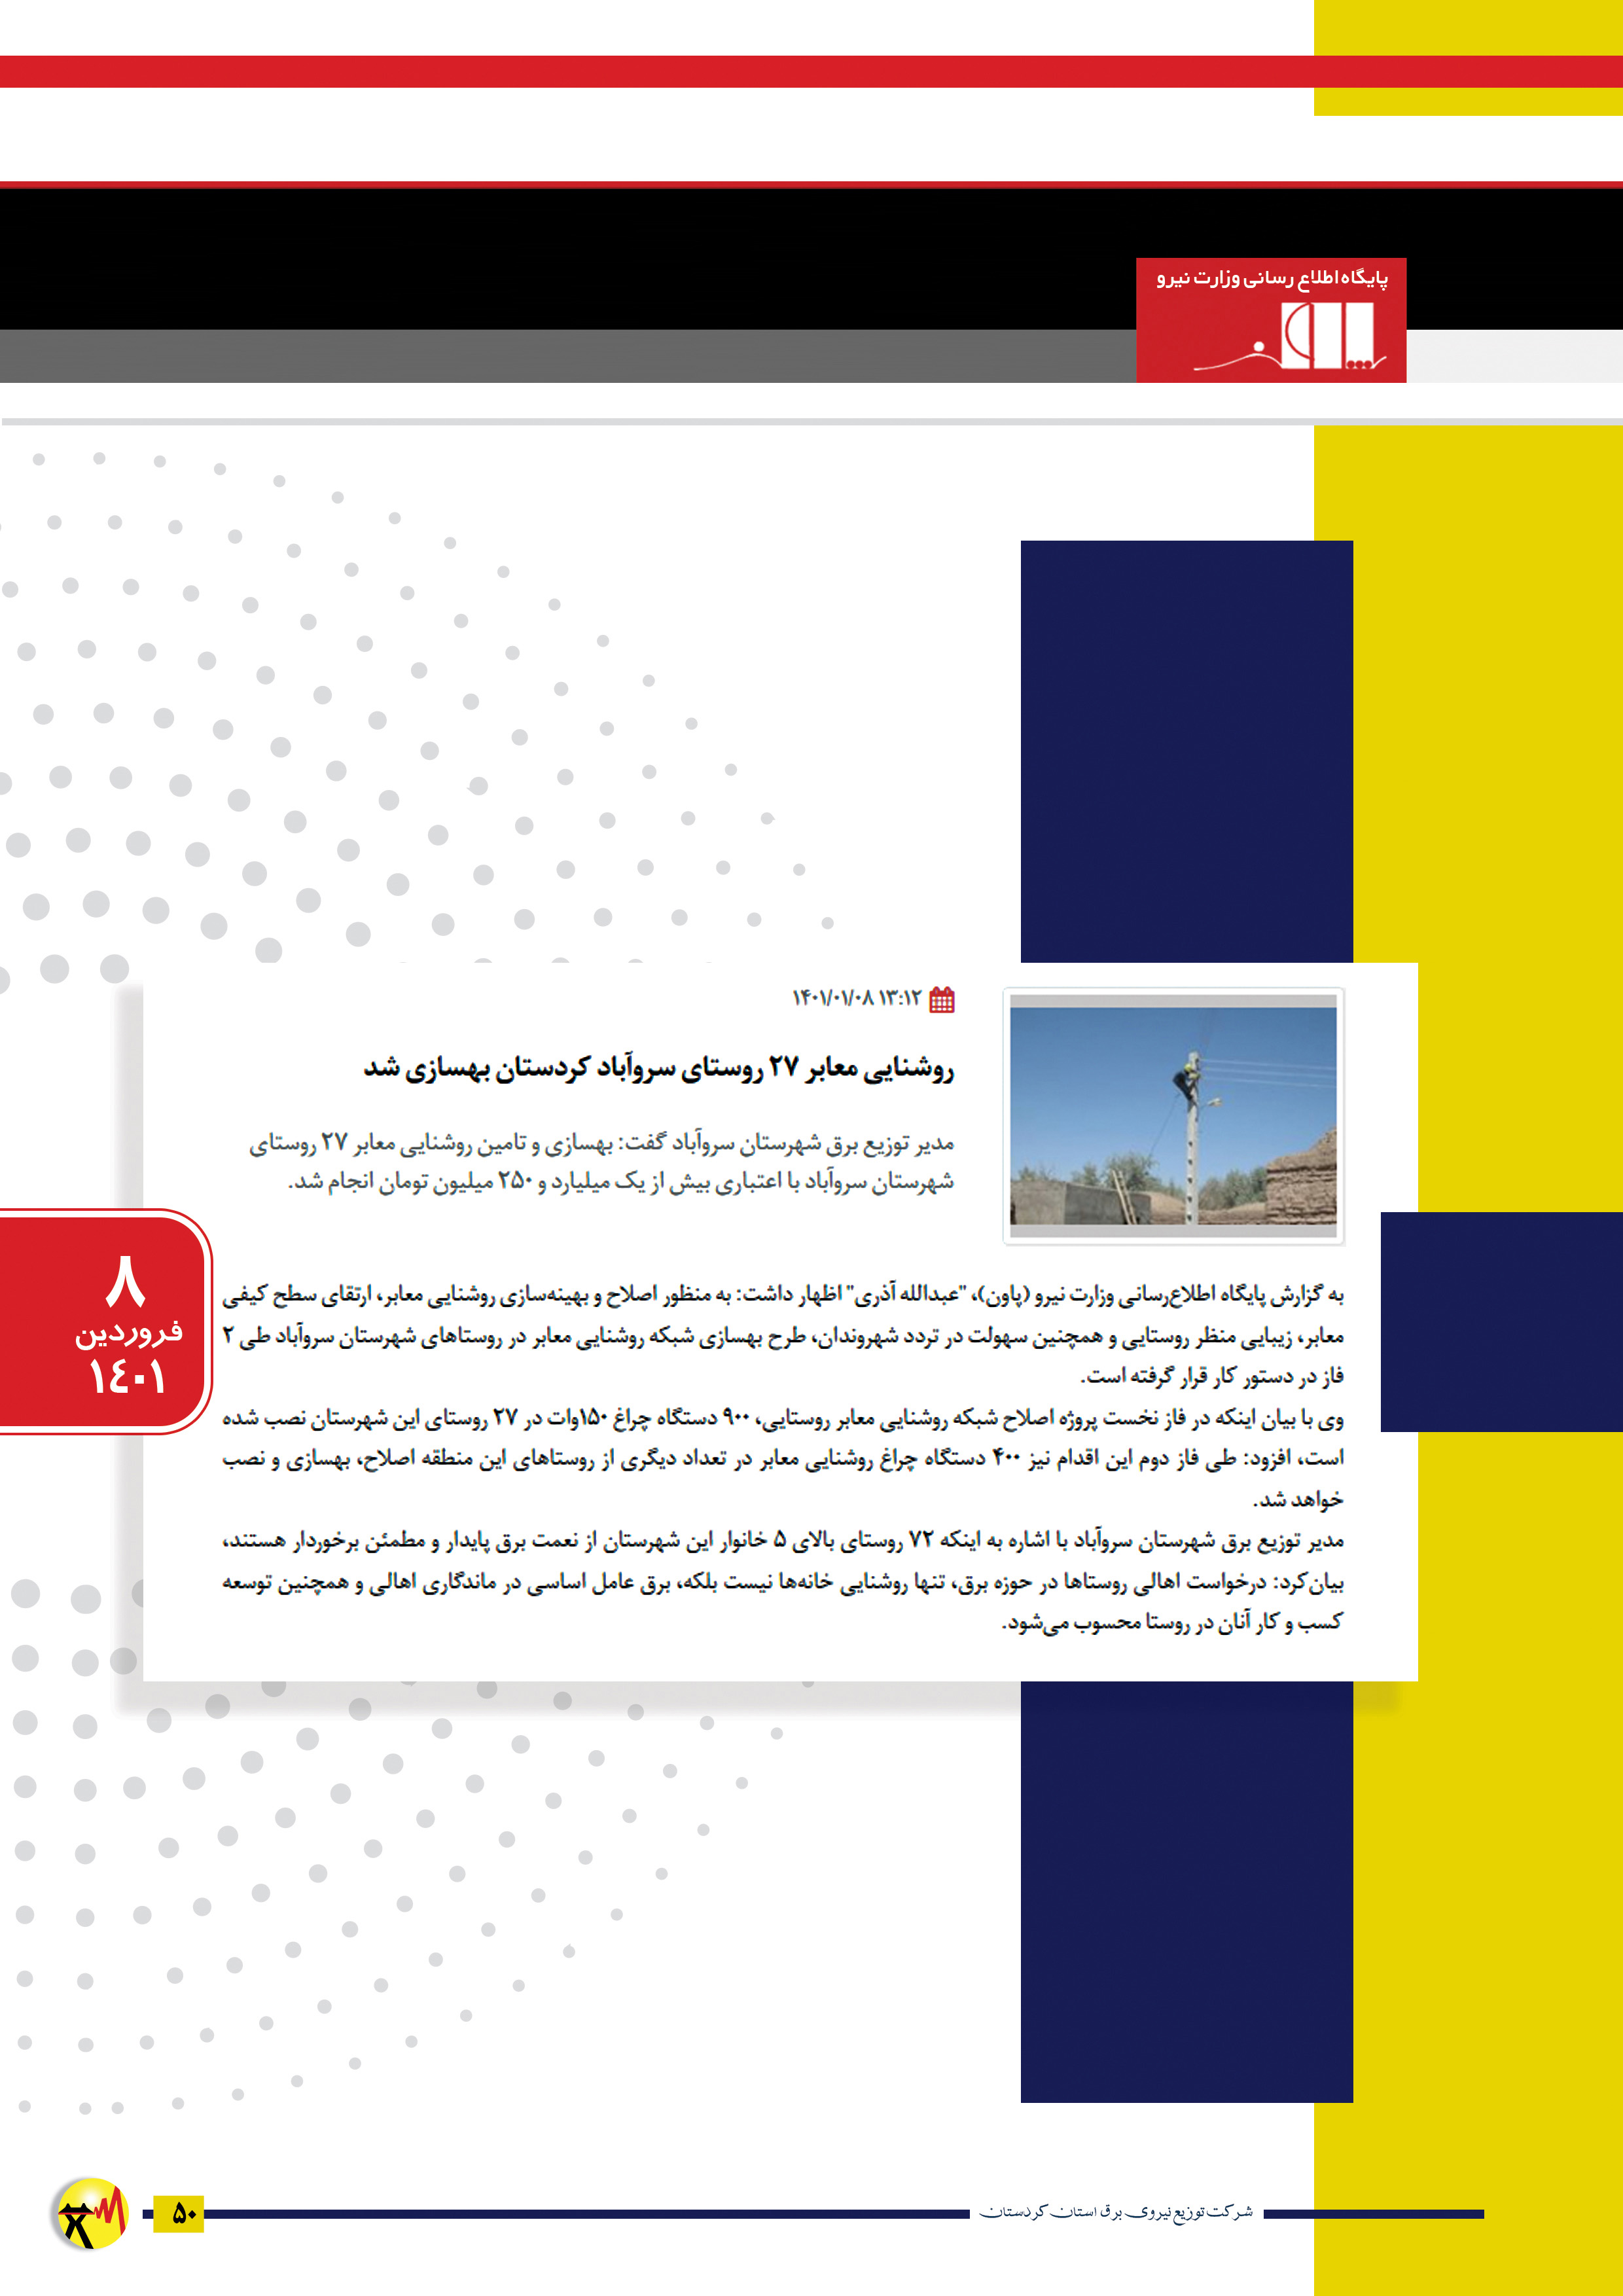 پایگاه اطلاع رسانی وزارت نیرو
۱۴۰۱/۰۱/۰۸ ۱۳:۱۲
روشنایی معابر ۲۷ روستای سروآباد کردستان بهسازی شد
مدیر توزیع برق شهرستان سروآباد گفت: بهسازی و تامین روشنایی معابر ۲۷ روستای
شهرستان سروآباد با اعتباری بیش از یک میلیارد و ۲۵۰ میلیون تومان انجام شد.
به گزارش پایگاه اطلاع‌رسانی وزارت نیرو (پاون)، "عبدالله آذری" اظهار داشت: به منظور اصلاح و بهینه‌سازی روشنایی معابر، ارتقای سطح کیفی
معابر، زیبایی منظر روستایی و همچنین سهولت در تردد شهروندان، طرح بهسازی شبکه روشنایی معابر در روستاهای شهرستان سروآباد طی ۲
فاز در دستور کار قرار گرفته است.
وی با بیان اینکه در فاز نخست پروژه اصلاح شبکه روشنایی معابر روستایی، ۹۰۰ دستگاه چراغ ۱۵۰وات در ۲۷ روستای این شهرستان نصب شده
است، افزود: طی فاز دوم این اقدام نیز ۴۰۰ دستگاه چراغ روشنایی معابر در تعداد دیگری از روستاهای این منطقه اصلاح، بهسازی و نصب
خواهد شد.
مدیر توزیع برق شهرستان سروآباد با اشاره به اینکه ۷۲ روستای بالای ۵ خانوار این شهرستان از نعمت برق پایدار و مطمئن برخوردار هستند،
بیان‌کرد: درخواست اهالی روستاها در حوزه برق، تنها روشنایی خانه‌ها نیست بلکه، برق عامل اساسی در ماندگاری اهالی و همچنین توسعه
کسب و کار آنان در روستا محسوب می‌شود.
۸
فروردین
۱٤۰۱
شرکت توزیع نیروی برق استان کردستان
۵۰